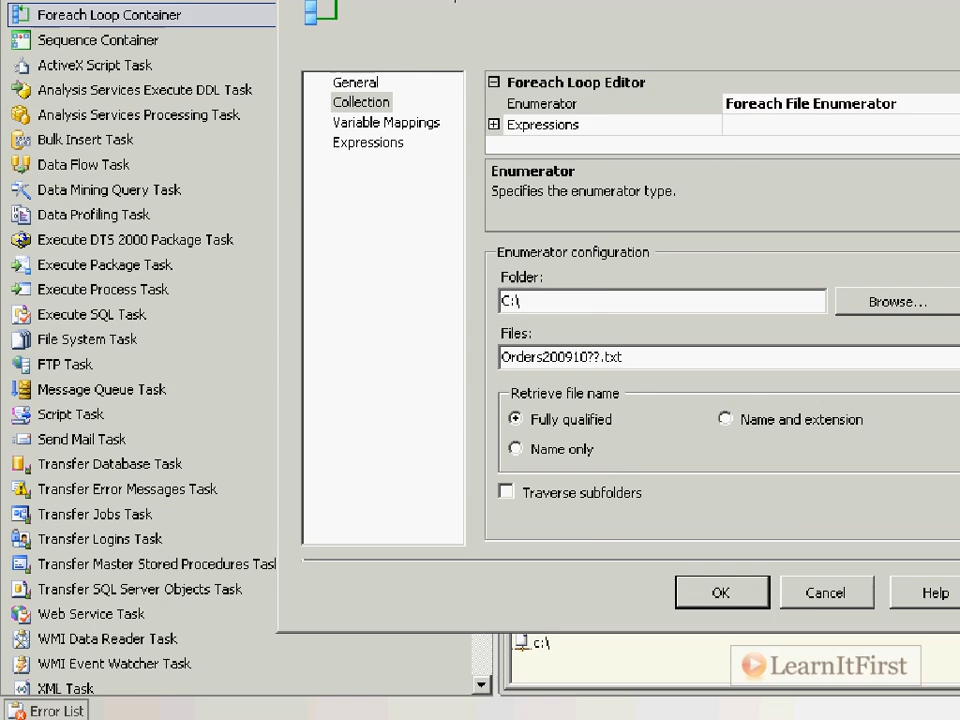 Foreach Loop Container
Sequence Container
ActiveX Script Task
Analysis Services Execute DDL Task
Analysis Services Processing Task
Bulk Insert Task
Data Flow Task
Data Mining Query Task
Data Profiling Task
Execute DTS 2000 Package Task
Execute Package Task
Execute Process Task
Execute SQL Task
File System Task
FTP Task
Message Queue Task
Script Task
Send Mail Task
Transfer Database Task
Transfer Error Messages Task
Transfer Jobs Task
Transfer Logins Task
Transfer Master Stored Procedures Task
Transfer SQL Server Objects Task
Web Service Task
WMI Data Reader Task
WMI Event Watcher Task
XML Task
Error List
General
Collection
Variable Mappings
Expressions
Foreach Loop Editor
Enumerator Foreach File Enumerator
Expressions
Enumerator
Specifies the enumerator type.
Enumerator configuration
Folder:
C:\
Browse...
Files:
Orders200910??.txt
Retrieve file name
Fully qualified
Name and extension
Name only
Traverse subfolders
OK
Cancel
Help
c:\
LearnItFirst